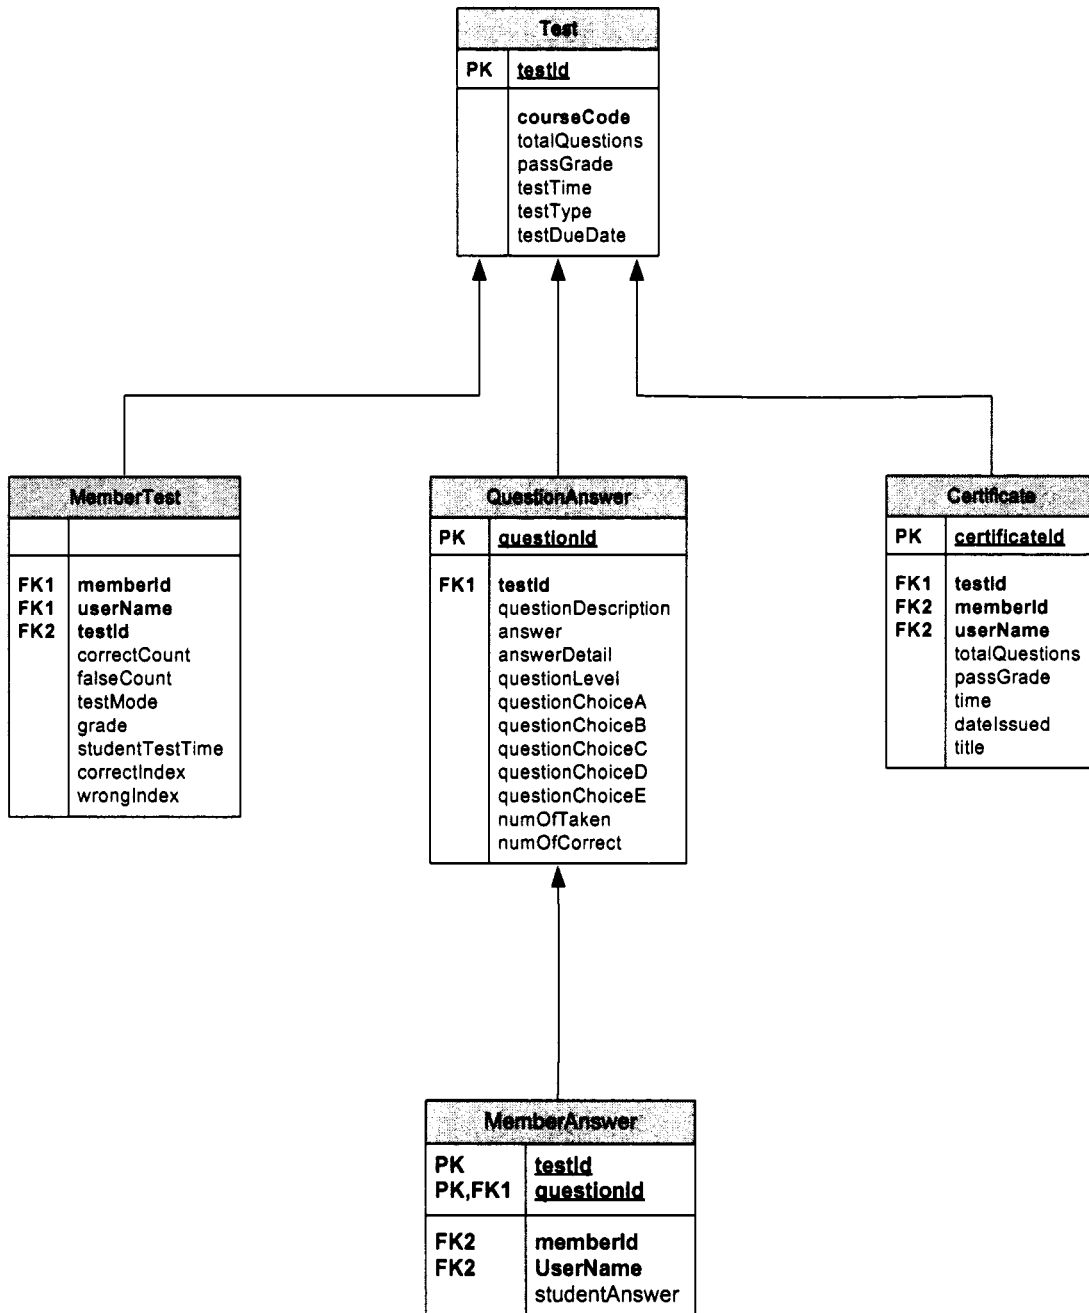 Test
PK testId
courseCode
totalQuestions
passGrade
testTime
testType
testDueDate
MemberTest
FK1 memberId
FK1 userName
FK2 testId
correctCount
falseCount
testMode
grade
studentTestTime
correctIndex
wrongIndex
QuestionAnswer
PK questionId
FK1 testId
questionDescription
answer
answerDetail
questionLevel
questionChoiceA
questionChoiceB
questionChoiceC
questionChoiceD
questionChoiceE
numOfTaken
numOfCorrect
Certificate
PK certificateId
FK1 testId
FK2 memberId
FK2 userName
totalQuestions
passGrade
time
dateIssued
title
MemberAnswer
PK testId
PK,FK1 questionId
FK2 memberId
FK2 UserName
studentAnswer